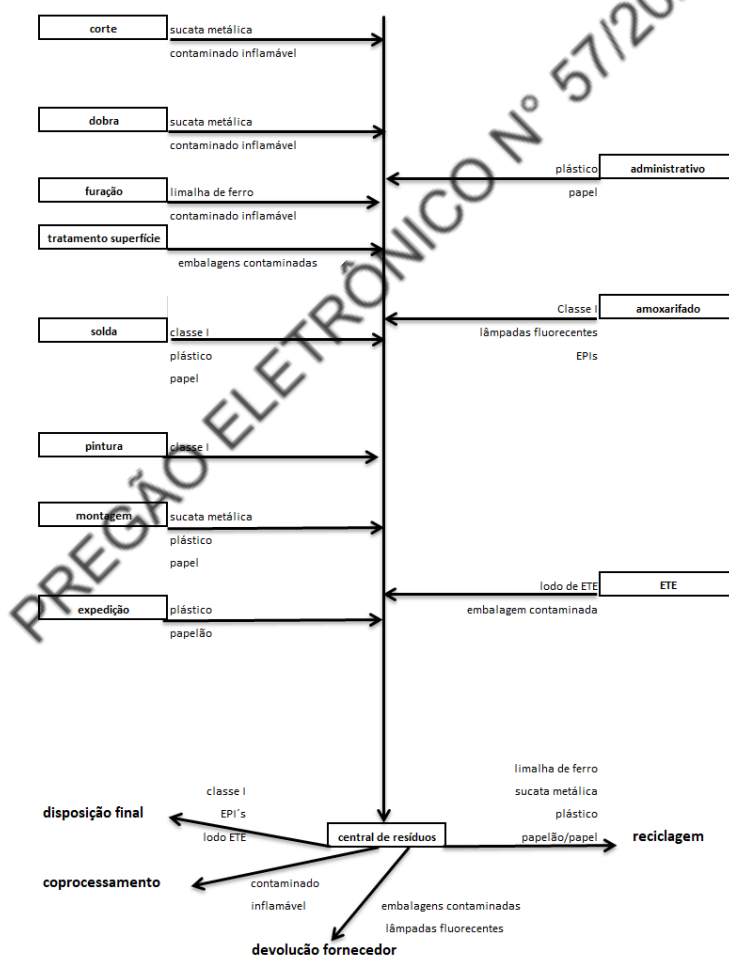 corte
sucata metálica
contaminado inflamável
dobra
sucata metálica
contaminado inflamável
plástico
administrativo
papel
furação
limalha de ferro
contaminado inflamável
tratamento superfície
embalagens contaminadas
Classe I
amoxarifado
lâmpadas fluorecentes
EPIs
solda
classe I
plástico
papel
pintura
classe I
montagem
sucata metálica
plástico
papel
lodo de ETE
ETE
embalagem contaminada
expedição
plástico
papelão
limalha de ferro
sucata metálica
plástico
papelão/papel
reciclagem
classe I
EPI´s
lodo ETE
disposição final
central de resíduos
coprocessamento
contaminado
inflamável
embalagens contaminadas
lâmpadas fluorecentes
devolucão fornecedor
PREGÃO ELETRÔNICO N° 57/20